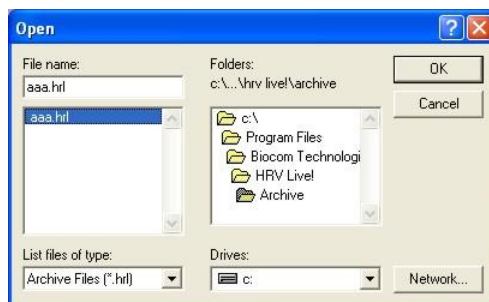 Open
File name:
aaa.hrl
aaa.hrl
List files of type:
Archive Files (*.hrl)
Folders:
c:\...\hrv live!\archive
c:\
Program Files
Biocom Technologi
HRV Live!
Archive
Drives:
c:
OK
Cancel
Network...